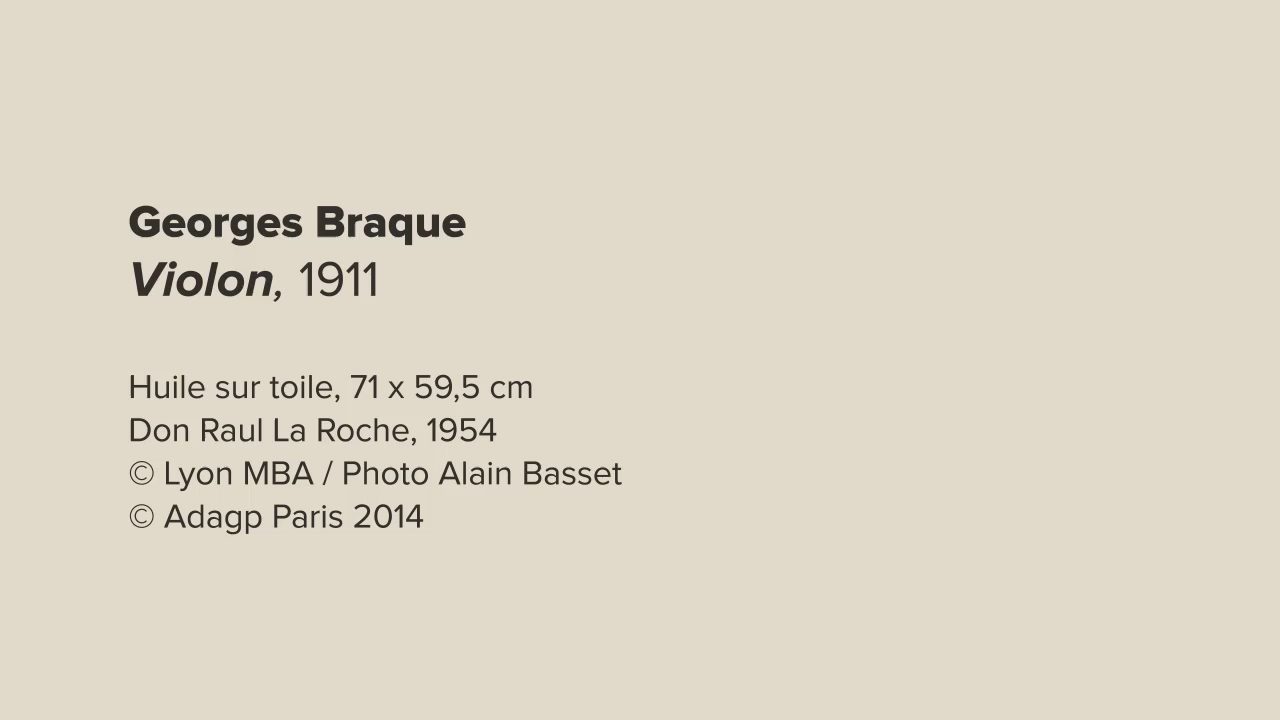 Georges Braque
Violon, 1911
Huile sur toile, 71 x 59,5 cm
Don Raul La Roche, 1954
© Lyon MBA / Photo Alain Basset
© Adagp Paris 2014